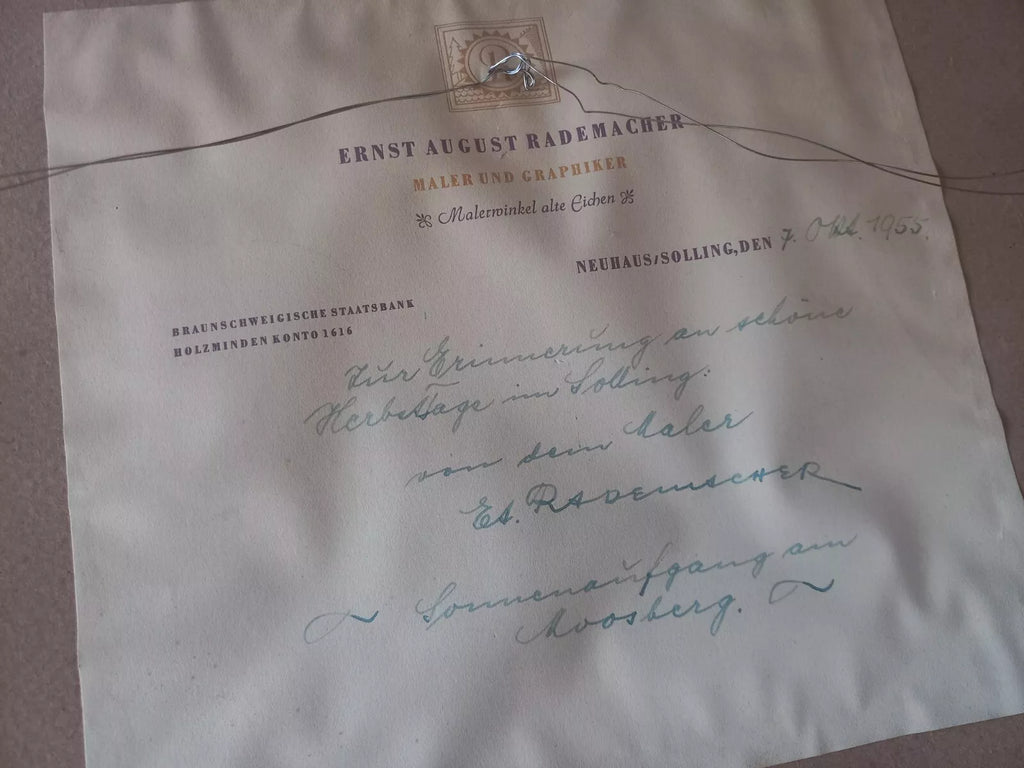 ERNST AUGUST RADEMACHER
MALER UND GRAPHIKER
Malerwinkel alte Eichen
NEUHAUS/SOLLING, DEN 7. Okt. 1955.
BRAUNSCHWEIGISCHE STAATSBANK
HOLZMINDEN KONTO 1616
Zur Erinnerung an schöne
Herbsttage im Solling:
von dem Maler
EA. RADEMACHER
~ Sonnenaufgang am
Moosberg. ~